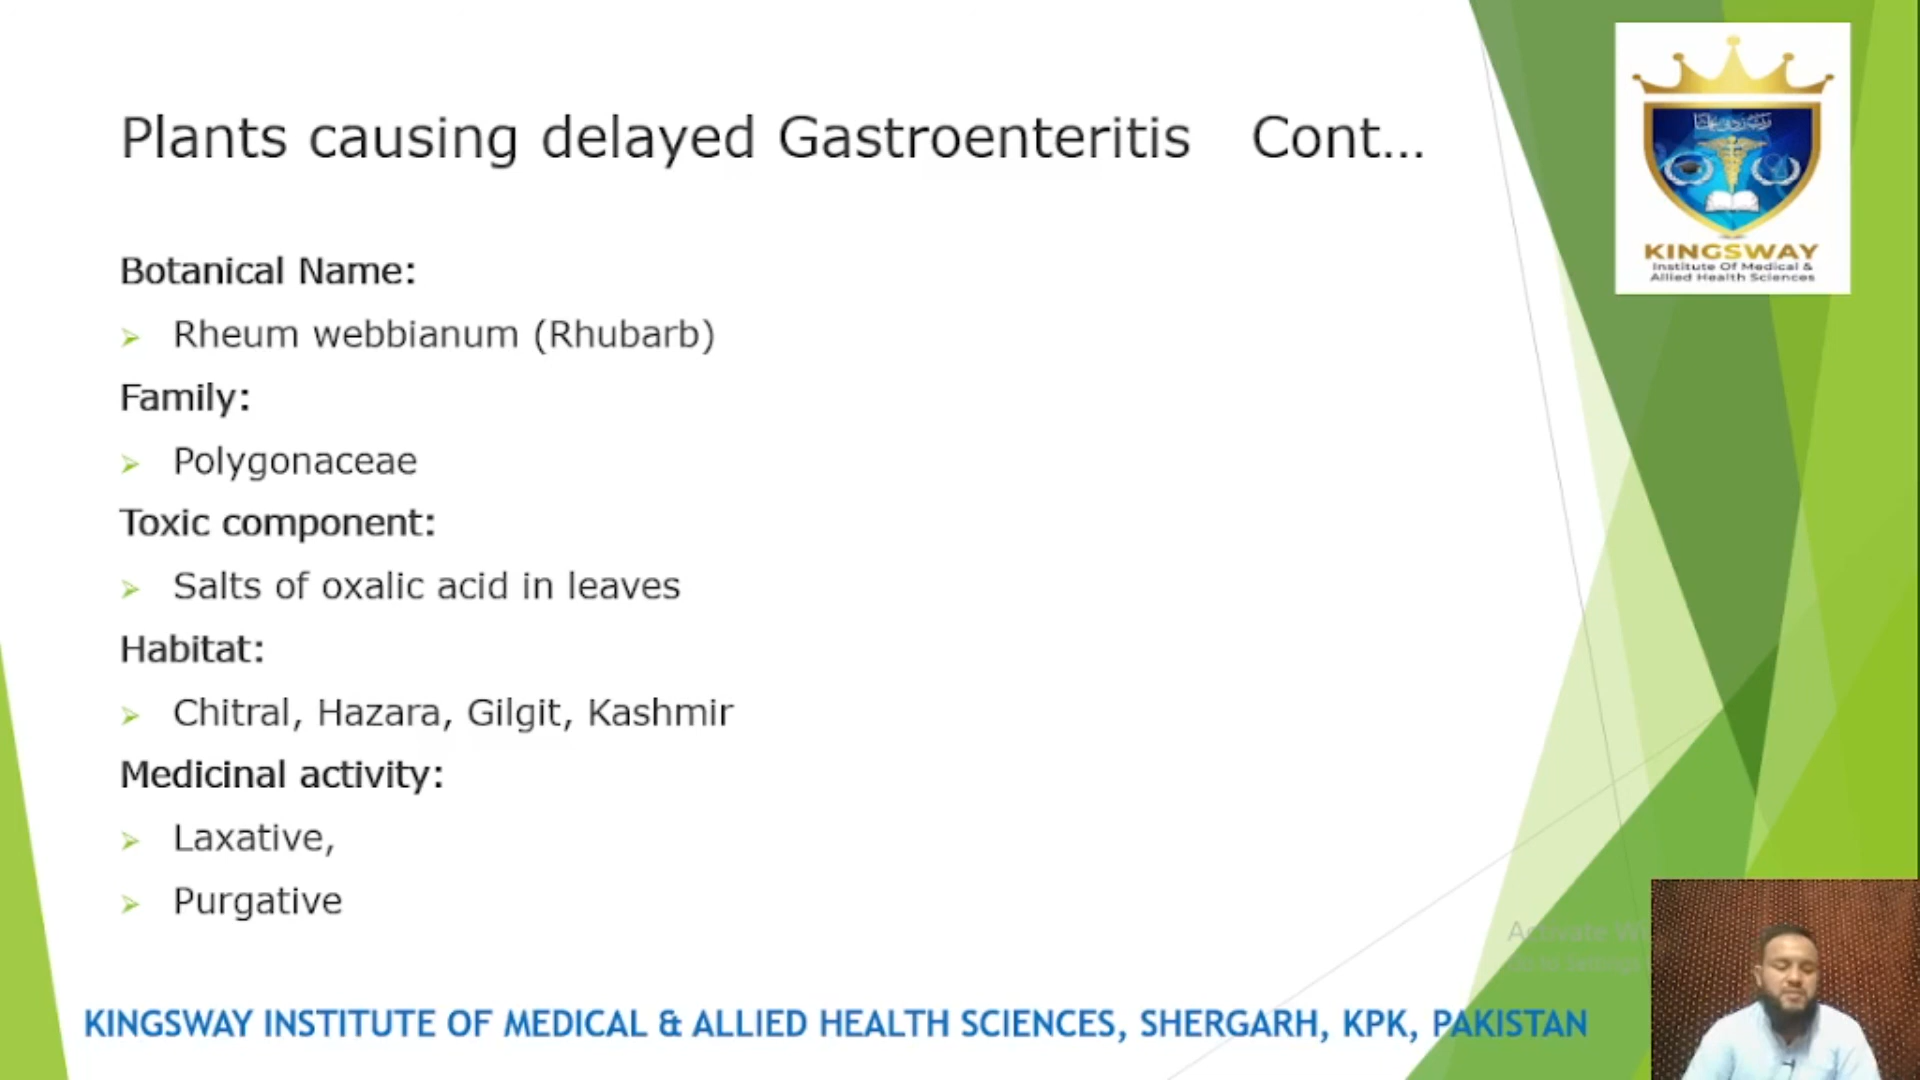 Plants causing delayed Gastroenteritis Cont...
Botanical Name:
Rheum webbianum (Rhubarb)
Family:
Polygonaceae
Toxic component:
Salts of oxalic acid in leaves
Habitat:
Chitral, Hazara, Gilgit, Kashmir
Medicinal activity:
Laxative,
Purgative
KINGSWAY INSTITUTE OF MEDICAL & ALLIED HEALTH SCIENCES, SHERGARH, KPK, PAKISTAN
KINGSWAY
Institute Of Medical &
Allied Health Sciences
Activate